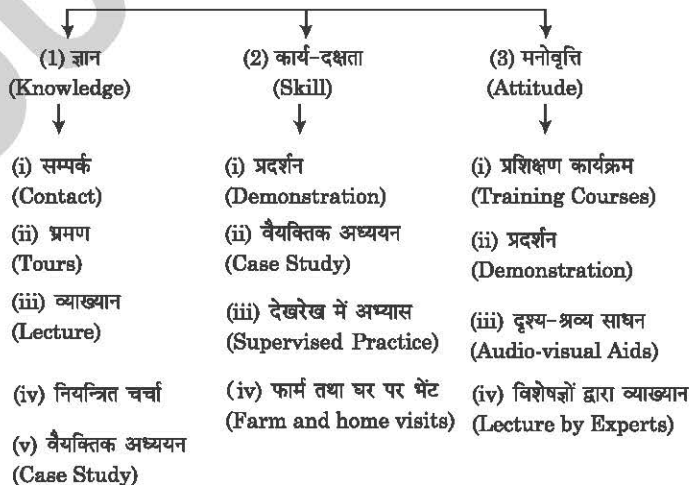 (1) ज्ञान
(Knowledge)
(i) सम्पर्क
(Contact)
(ii) भ्रमण
(Tours)
(iii) व्याख्यान
(Lecture)
(iv) नियन्त्रित चर्चा
(v) वैयक्तिक अध्ययन
(Case Study)
(2) कार्य-दक्षता
(Skill)
(i) प्रदर्शन
(Demonstration)
(ii) वैयक्तिक अध्ययन
(Case Study)
(iii) देखरेख में अभ्यास
(Supervised Practice)
(iv) फार्म तथा घर पर भेंट
(Farm and home visits)
(3) मनोवृत्ति
(Attitude)
(i) प्रशिक्षण कार्यक्रम
(Training Courses)
(ii) प्रदर्शन
(Demonstration)
(iii) दृश्य-श्रव्य साधन
(Audio-visual Aids)
(iv) विशेषज्ञों द्वारा व्याख्यान
(Lecture by Experts)